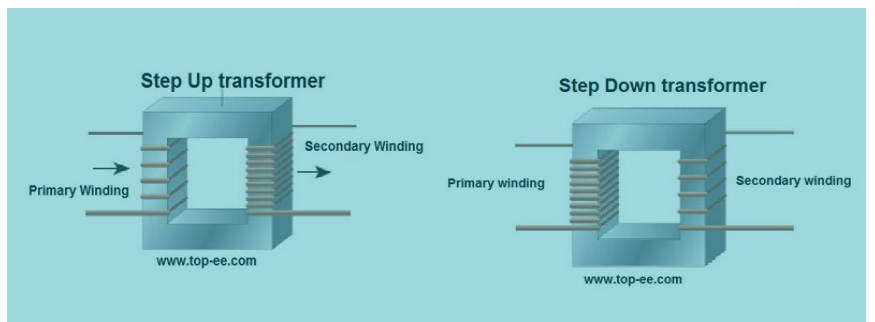 Step Up transformer
Secondary Winding
Primary Winding
www.top-ee.com
Step Down transformer
Primary winding
Secondary winding
www.top-ee.com